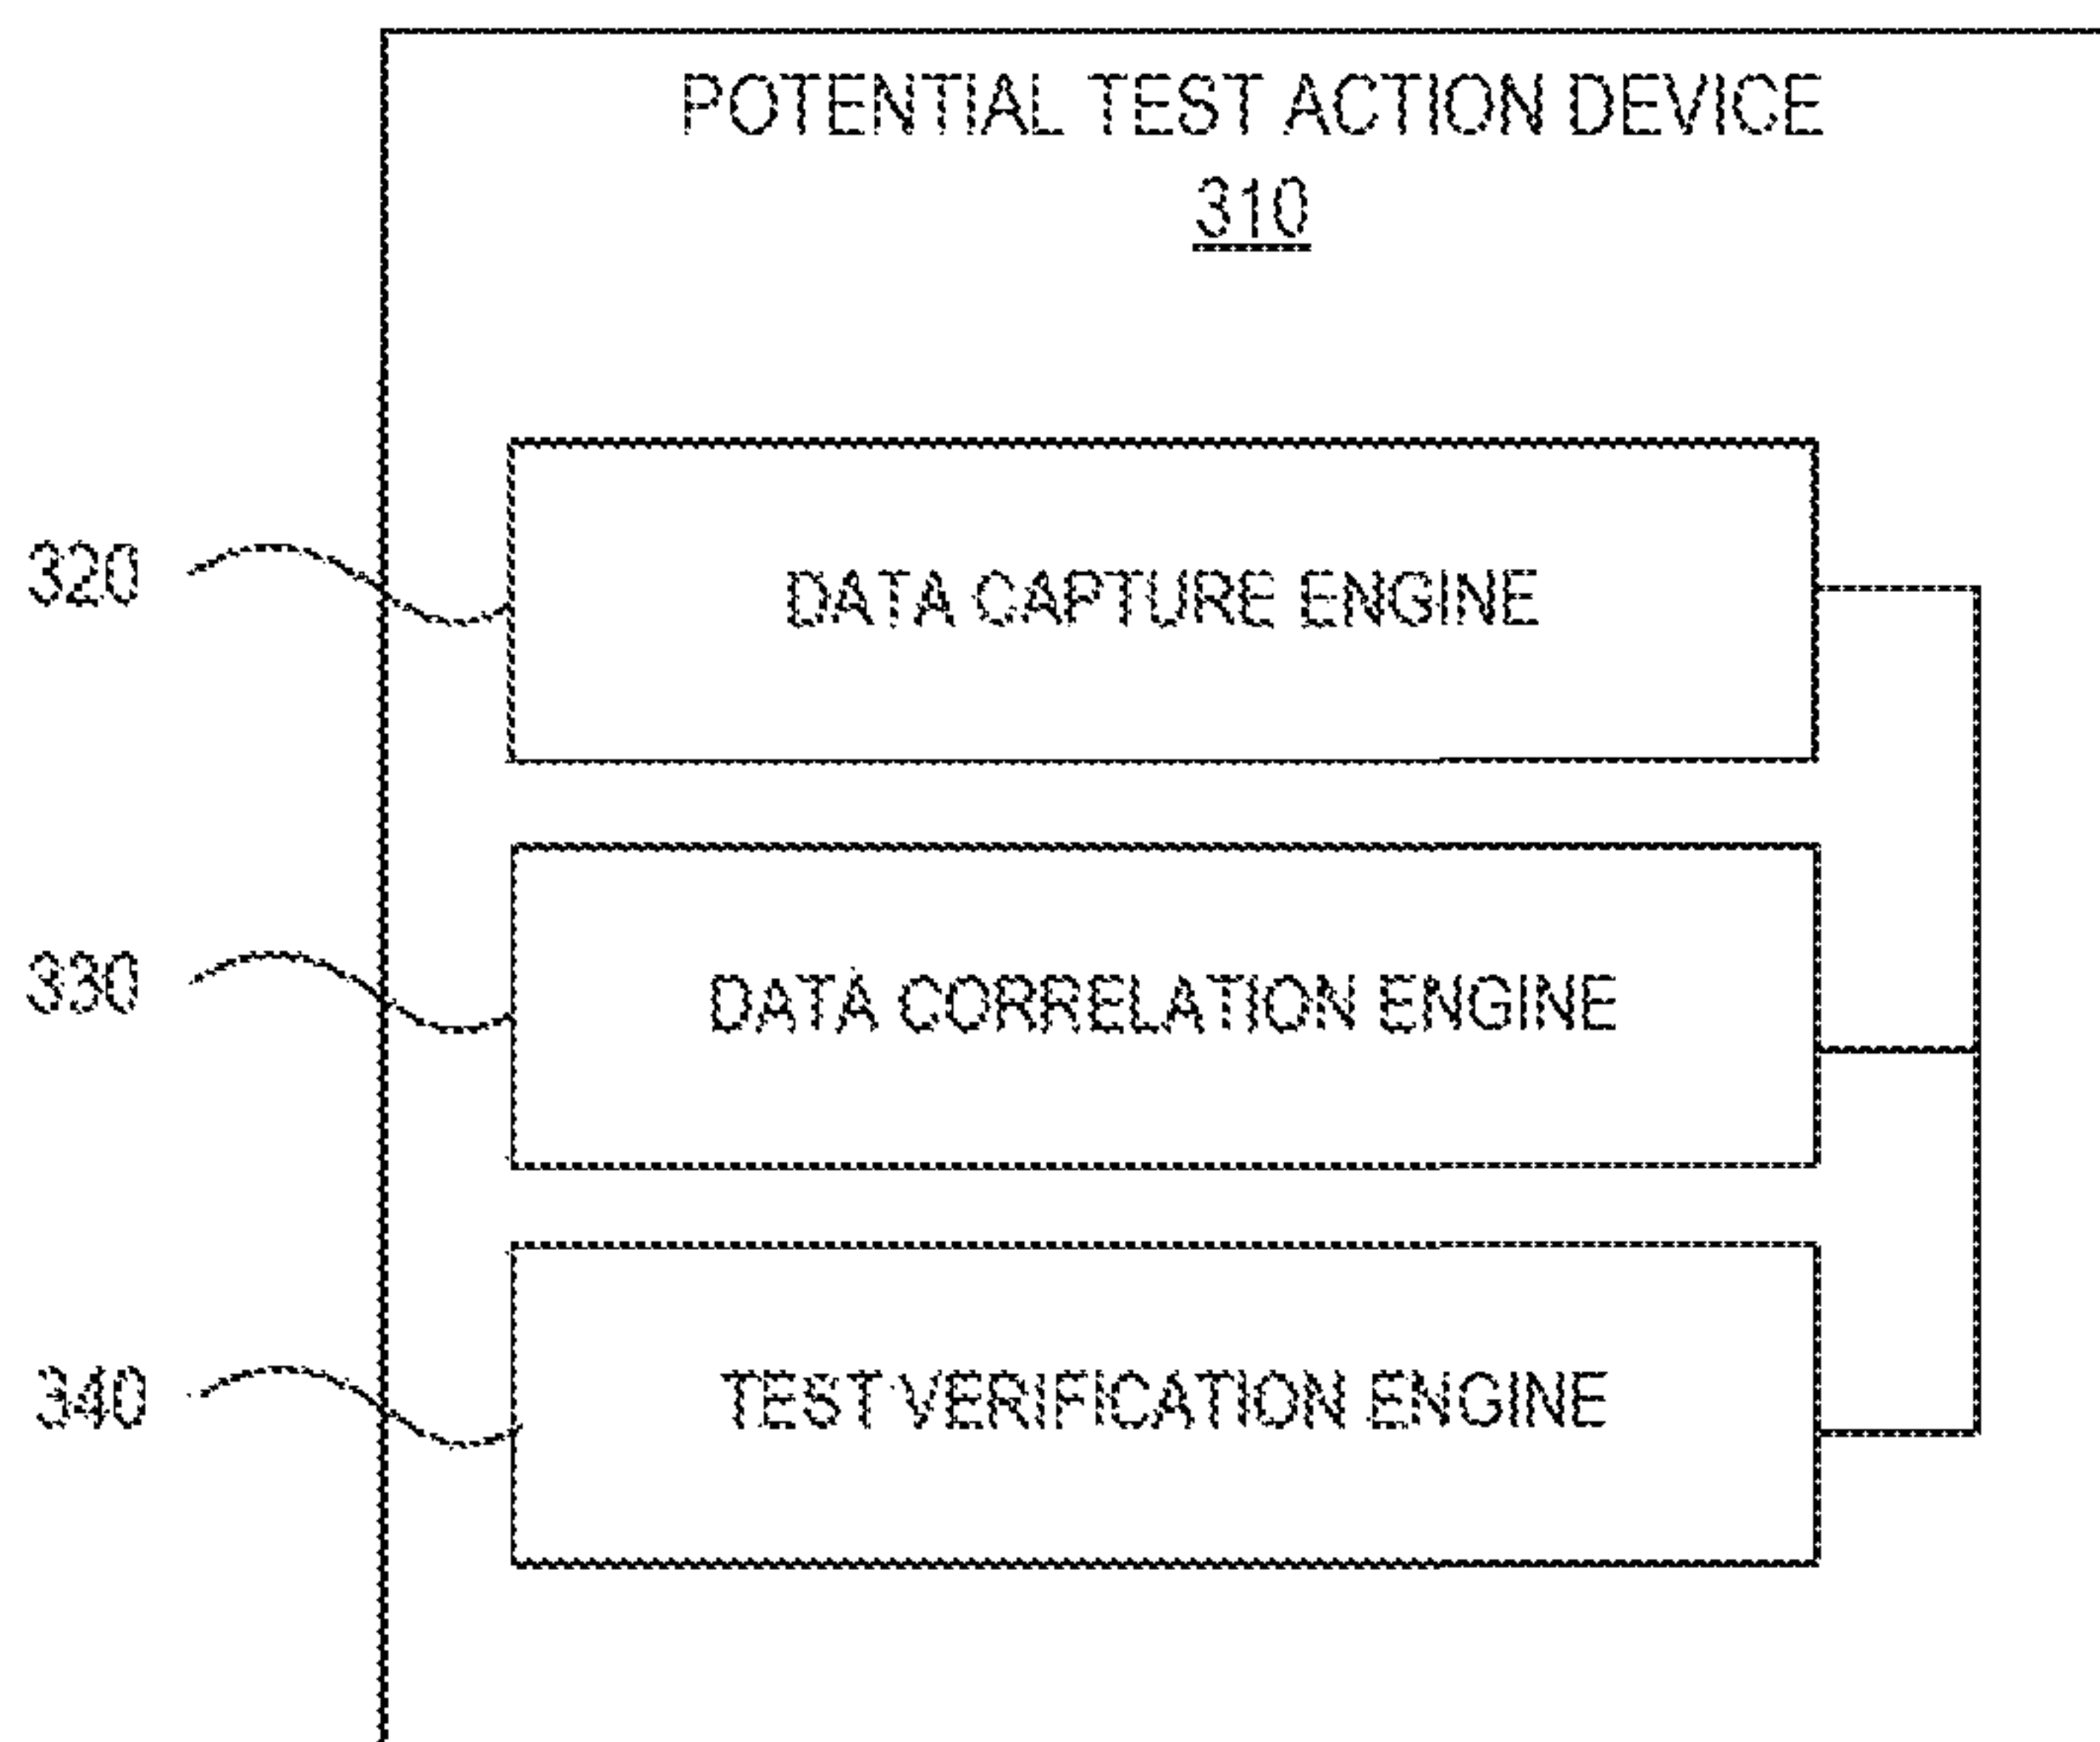 POTENTIAL TEST ACTION DEVICE
310
320
DATA CAPTURE ENGINE
330
DATA CORRELATION ENGINE
340
TEST VERIFICATION ENGINE